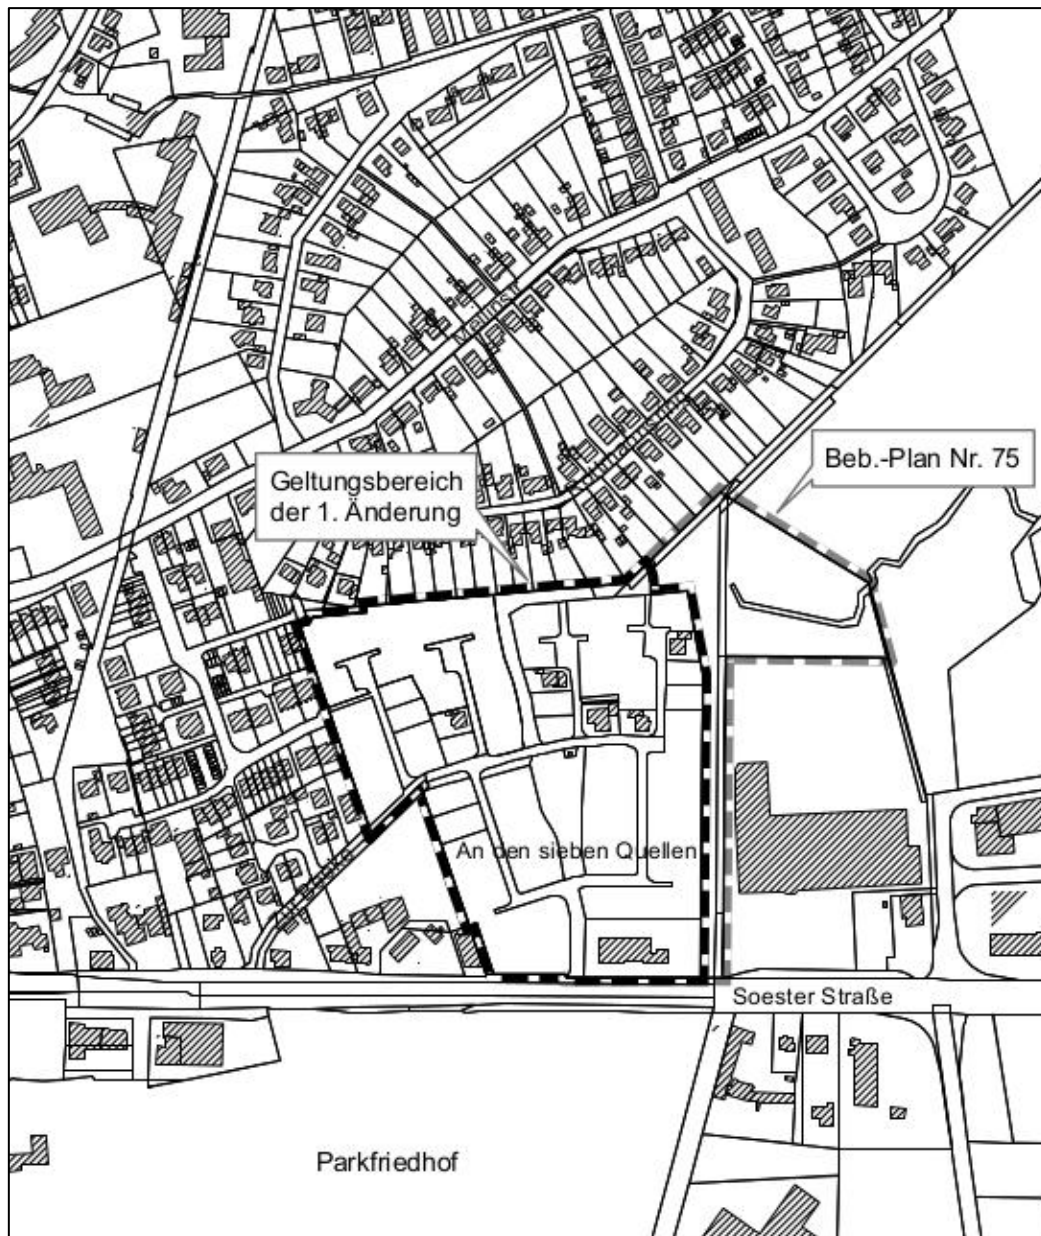 Beb.-Plan Nr. 75
Geltungsbereich
der 1. Änderung
An den sieben Quellen
Soester Straße
Parkfriedhof